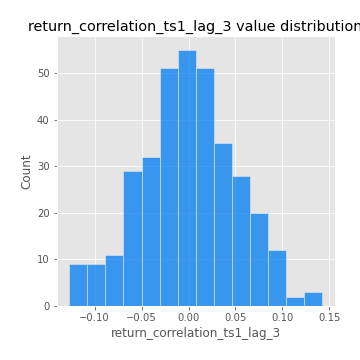 return_correlation_ts1_lag_3 value distribution
50
40
30
20
10
0
Count
−0.10 −0.05 0.00 0.05 0.10 0.15
return_correlation_ts1_lag_3